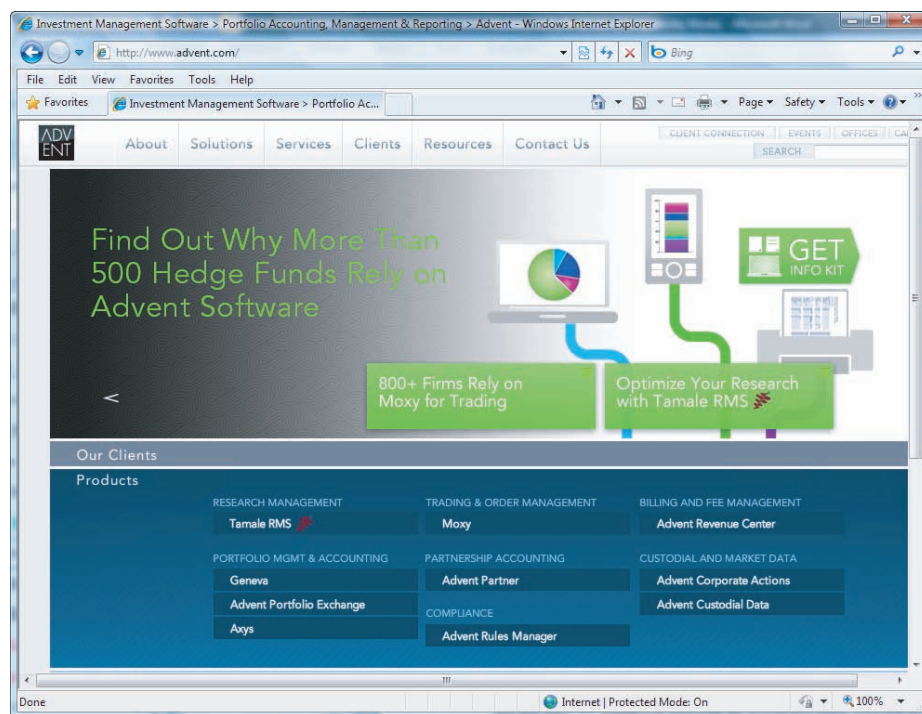 Investment Management Software > Portfolio Accounting, Management & Reporting > Advent - Windows Internet Explorer
http://www.advent.com/
Bing
File Edit View Favorites Tools Help
Favorites
Investment Management Software > Portfolio Ac...
Page Safety Tools
ADV
ENT
About Solutions Services Clients Resources Contact Us
CLIENT CONNECTION EVENTS OFFICES CA
SEARCH
Find Out Why More Than
500 Hedge Funds Rely on
Advent Software
GET
INFO KIT
<
800+ Firms Rely on
Moxy for Trading
Optimize Your Research
with Tamale RMS
Our Clients
Products
RESEARCH MANAGEMENT
Tamale RMS
PORTFOLIO MGMT & ACCOUNTING
Geneva
Advent Portfolio Exchange
Axys
TRADING & ORDER MANAGEMENT
Moxy
PARTNERSHIP ACCOUNTING
Advent Partner
COMPLIANCE
Advent Rules Manager
BILLING AND FEE MANAGEMENT
Advent Revenue Center
CUSTODIAL AND MARKET DATA
Advent Corporate Actions
Advent Custodial Data
Done
Internet | Protected Mode: On
100%